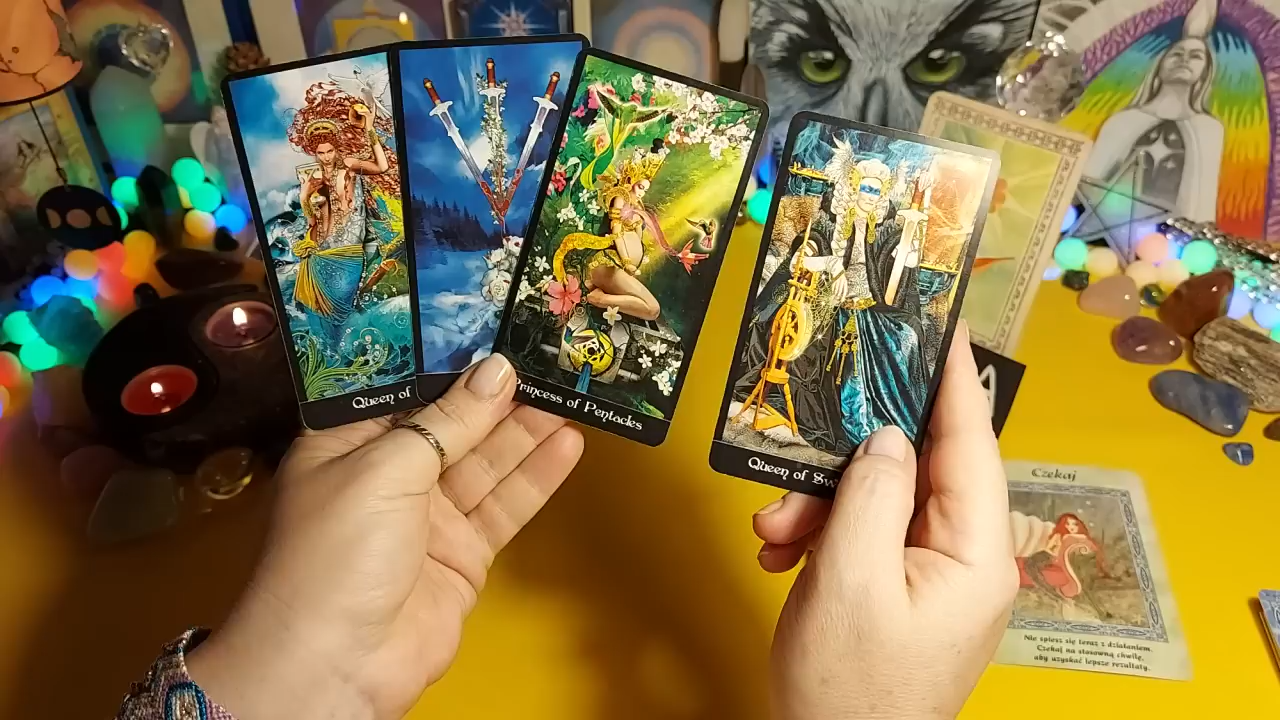 Queen of
Princess of Pentacles
Queen of Sw
Czekaj
Nie spiesz się teraz z działaniem.
Czekaj na stosowną chwilę,
aby uzyskać lepsze rezultaty.